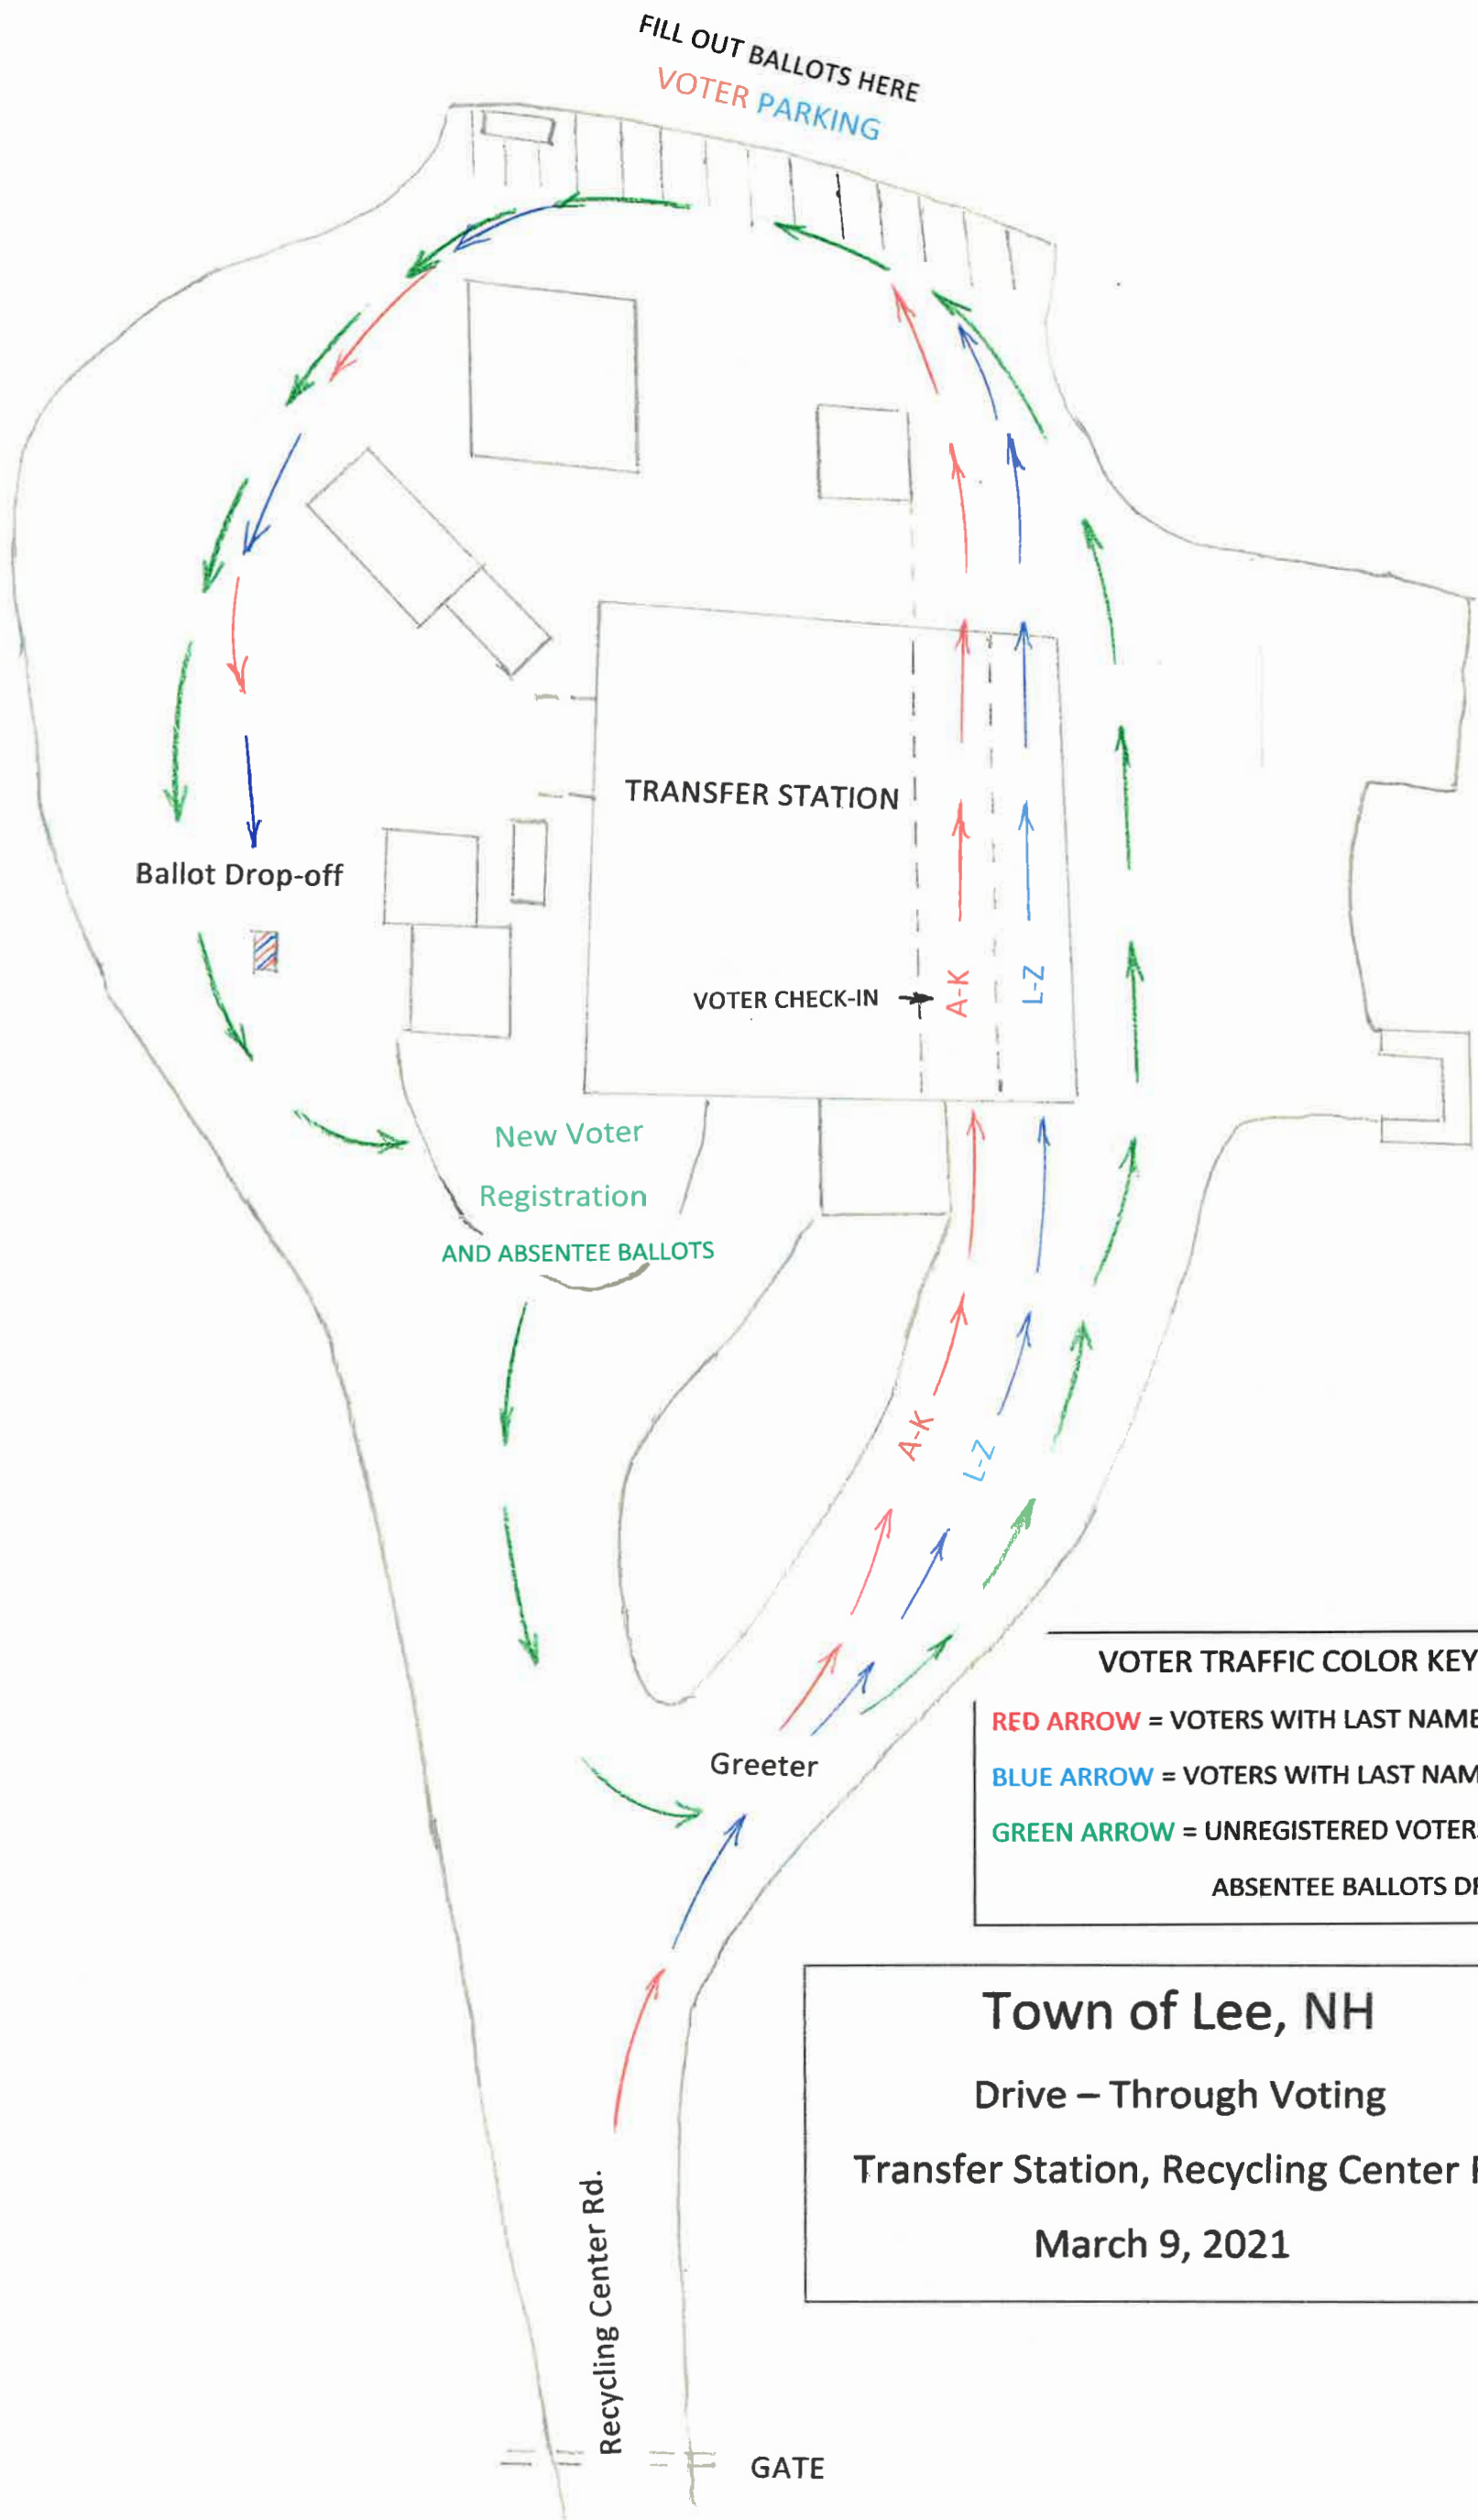 FILL OUT BALLOTS HERE
VOTER PARKING
TRANSFER STATION
Ballot Drop-off
VOTER CHECK-IN
A-K
L-Z
New Voter
Registration
AND ABSENTEE BALLOTS
A-K
L-Z
Greeter
VOTER TRAFFIC COLOR KEY
RED ARROW = VOTERS WITH LAST NAME
BLUE ARROW = VOTERS WITH LAST NAM
GREEN ARROW = UNREGISTERED VOTERS
ABSENTEE BALLOTS DR
Town of Lee, NH
Drive – Through Voting
Transfer Station, Recycling Center R
March 9, 2021
Recycling Center Rd.
GATE